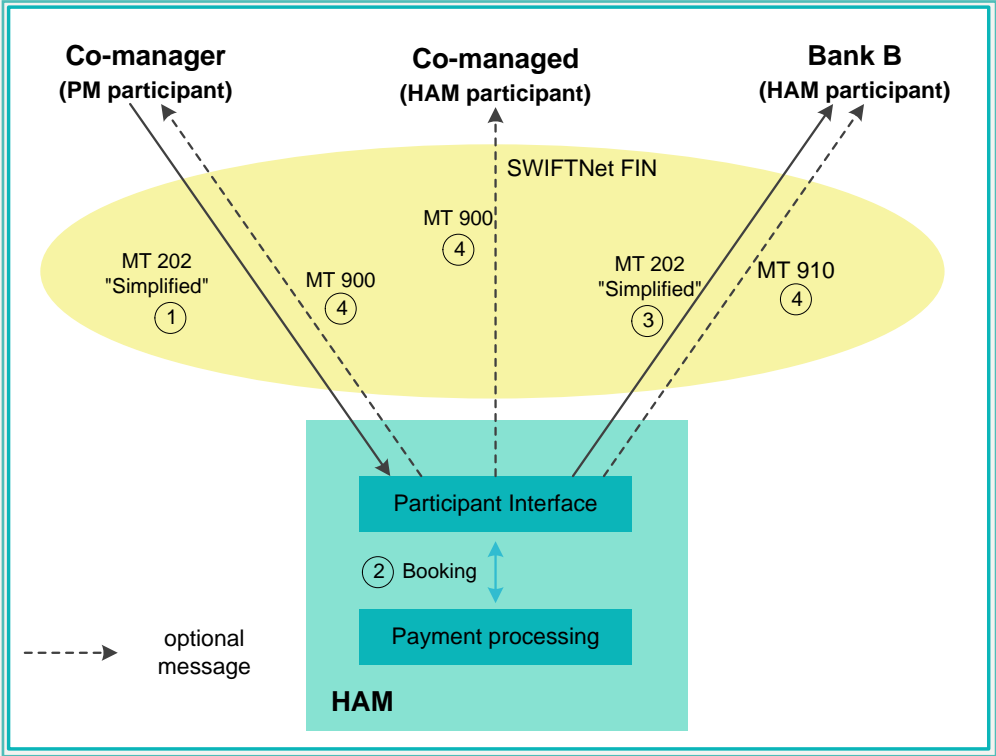 Co-manager
(PM participant)
Co-managed
(HAM participant)
Bank B
(HAM participant)
SWIFTNet FIN
MT 202
"Simplified"
1
MT 900
4
MT 900
4
MT 202
"Simplified"
3
MT 910
4
Participant Interface
2 Booking
Payment processing
HAM
optional
message